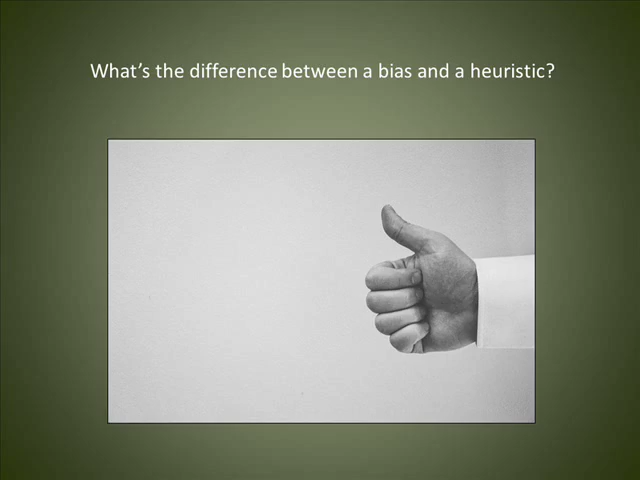 What’s the difference between a bias and a heuristic?